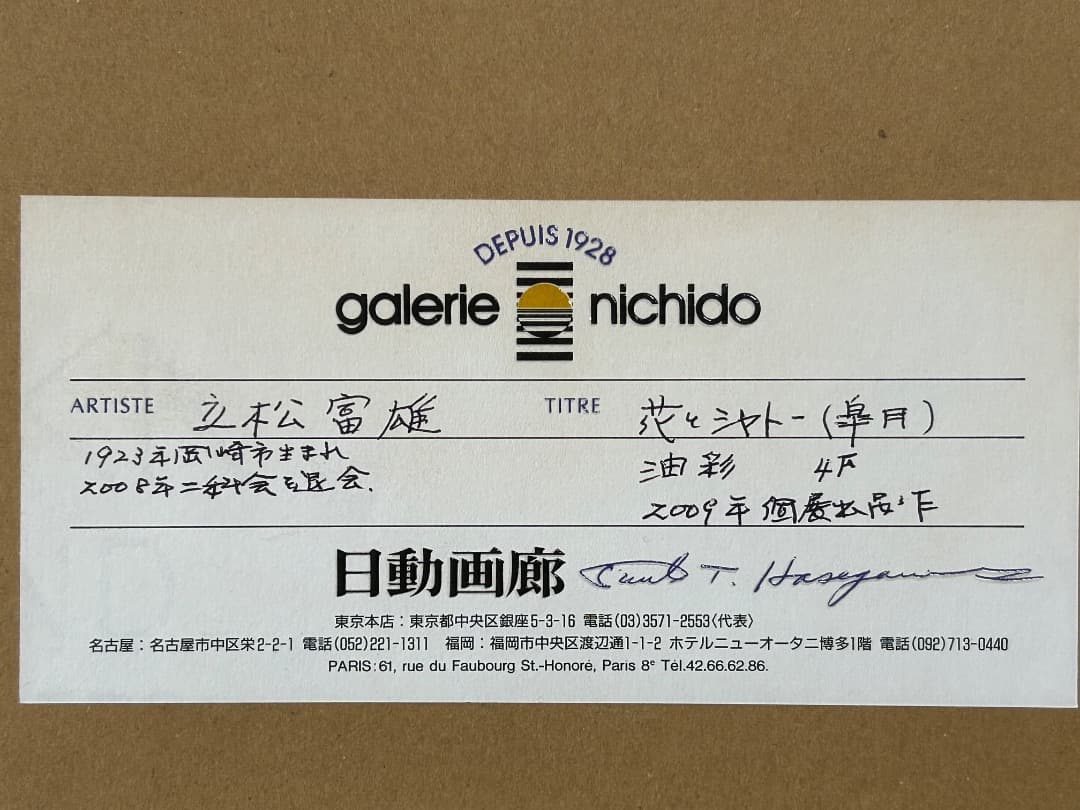 DEPUIS 1928
galerie nichido
ARTISTE 立松富雄
TITRE 花とシャトー(皐月)
1923年岡崎市生まれ
2008年二科会を退会.
油彩 4F
2009年個展出品作
日動画廊 T. Hasegawa
東京本店:東京都中央区銀座5-3-16 電話(03)3571-2553〈代表〉
名古屋:名古屋市中区栄2-2-1 電話(052)221-1311 福岡:福岡市中央区渡辺通1-1-2 ホテルニューオータニ博多1階 電話(092)713-0440
PARIS:61, rue du Faubourg St.-Honoré, Paris 8e Tél.42.66.62.86.